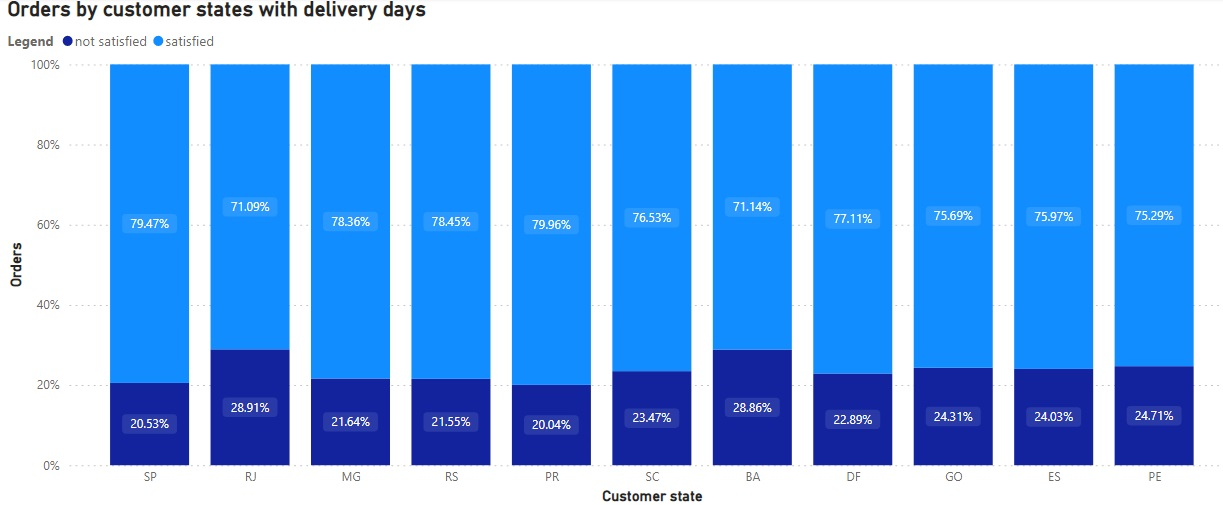 Orders by customer states with delivery days
Legend not satisfied satisfied
100%
80%
60%
40%
20%
0%
Orders
79.47% 71.09% 78.36% 78.45% 79.96% 76.53% 71.14% 77.11% 75.69% 75.97% 75.29%
20.53% 28.91% 21.64% 21.55% 20.04% 23.47% 28.86% 22.89% 24.31% 24.03% 24.71%
SP RJ MG RS PR SC BA DF GO ES PE
Customer state